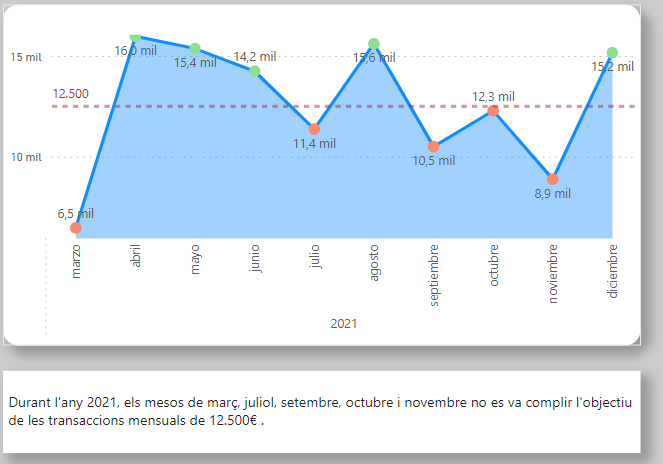 16,0 mil
15,4 mil
14,2 mil
15,6 mil
15,2 mil
15 mil
12.500
12,3 mil
11,4 mil
10,5 mil
10 mil
8,9 mil
6,5 mil
marzo
abril
mayo
junio
julio
agosto
septiembre
octubre
noviembre
diciembre
2021
Durant l'any 2021, els mesos de març, juliol, setembre, octubre i novembre no es va complir l'objectiu
de les transaccions mensuals de 12.500€ .